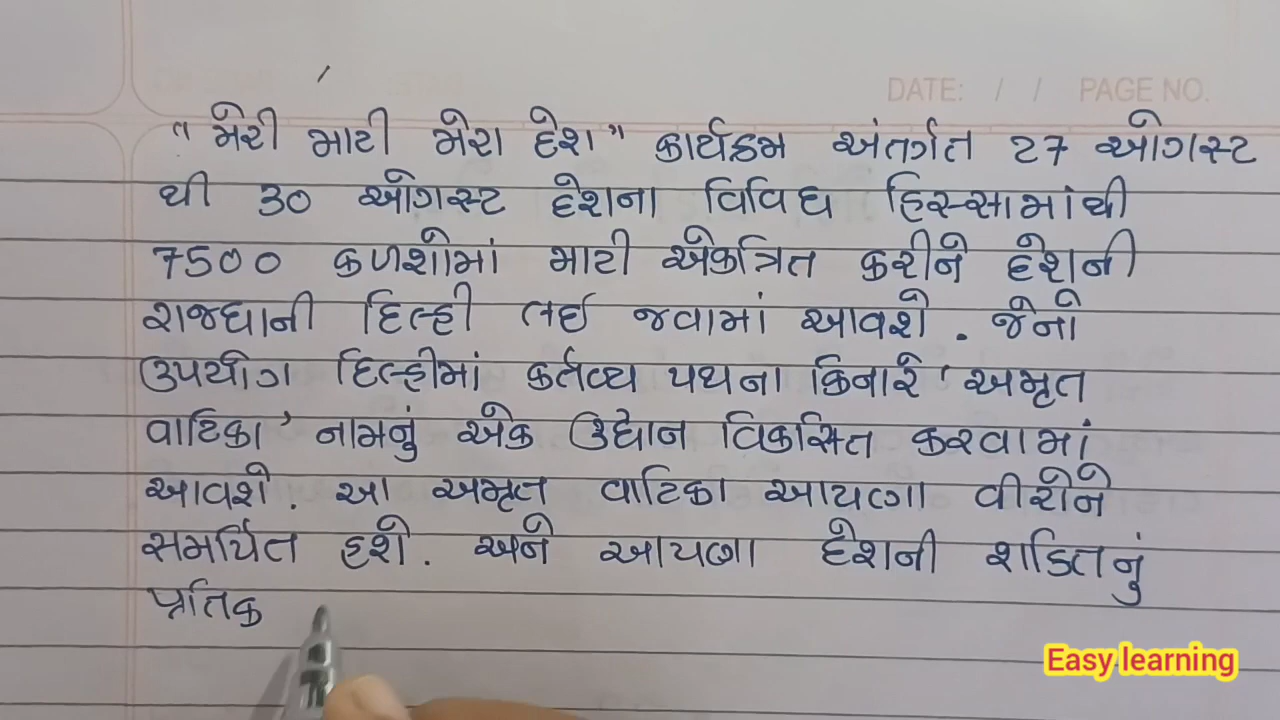 DATE: / / PAGE NO.
"મેરી માટી મેરા દેશ" કાર્યક્રમ અંતર્ગત 27 ઓગસ્ટ
થી 30 ઓગસ્ટ દેશના વિવિધ હિસ્સામાંથી
7500 કળશોમાં માટી એકત્રિત કરીને દેશની
રાજધાની દિલ્હી લઈ જવામાં આવશે. જેનો
ઉપયોગ દિલ્હીમાં કર્તવ્ય પથના કિનારે 'અમૃત
વાટિકા' નામનું એક ઉદ્યાન વિકસિત કરવામાં
આવશે. આ અમૃત વાટિકા આપણા વીરોને
સમર્પિત હશે. અને આપણા દેશની શક્તિનું
પ્રતિક
Easy learning